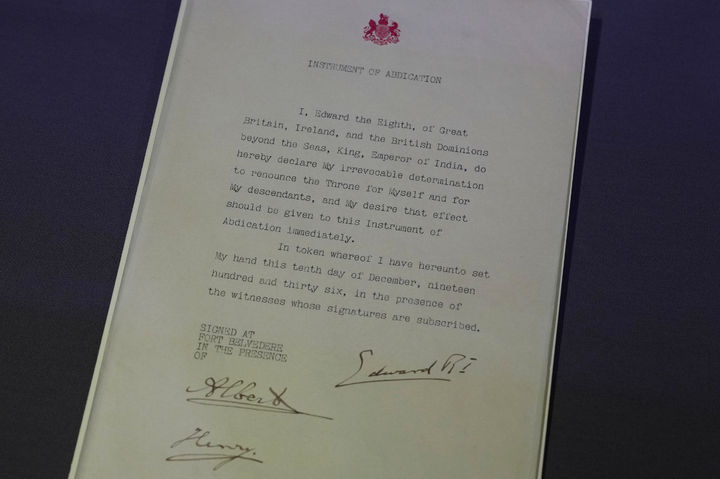 INSTRUMENT OF ABDICATION
I, Edward the Eighth, of Great
Britain, Ireland, and the British Dominions
beyond the Seas, King, Emperor of India, do
hereby declare My irrevocable determination
to renounce the Throne for Myself and for
My descendants, and My desire that effect
should be given to this Instrument of
Abdication immediately.
In token whereof I have hereunto set
My hand this tenth day of December, nineteen
hundred and thirty six, in the presence of
the witnesses whose signatures are subscribed.
SIGNED AT
FORT BELVEDERE
IN THE PRESENCE
OF
Edward RI
Albert
Henry.